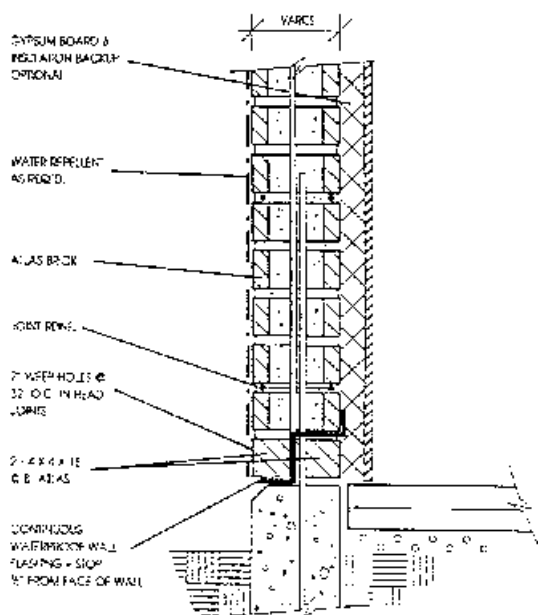 VARIES
GYPSUM BOARD &
INSULATION BACKUP
OPTIONAL
WATER REPELLENT
AS REQ'D.
ATLAS BRICK
JOINT REINF.
WEEP HOLES @
32" O.C. IN HEAD
JOINTS
CONTINUOUS
WATERPROOF WALL
FLASHING - STOP
FROM FACE OF WALL